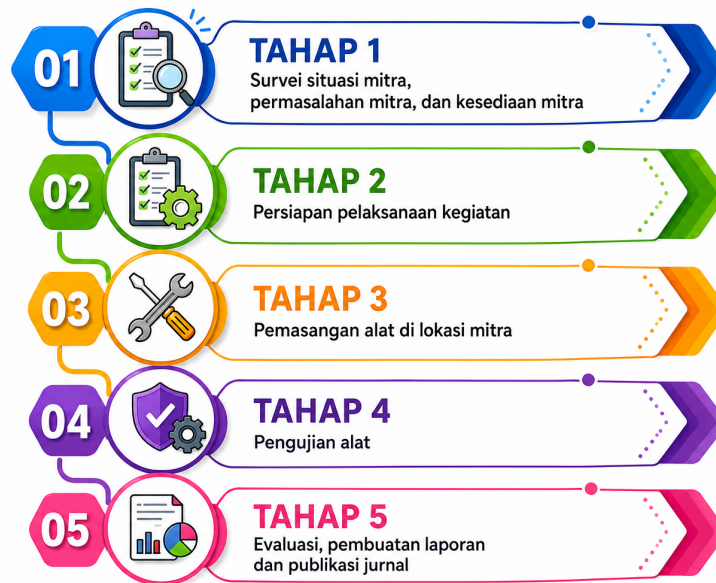 01
TAHAP 1
Survei situasi mitra,
permasalahan mitra, dan kesediaan mitra
02
TAHAP 2
Persiapan pelaksanaan kegiatan
03
TAHAP 3
Pemasangan alat di lokasi mitra
04
TAHAP 4
Pengujian alat
05
TAHAP 5
Evaluasi, pembuatan laporan
dan publikasi jurnal